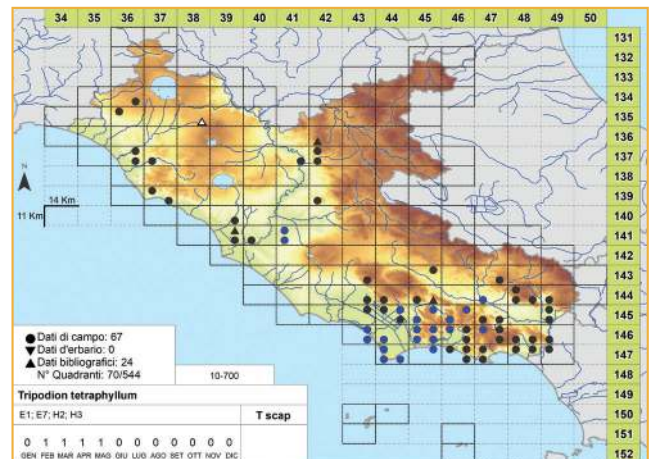 34 35 36 37 38 39 40 41 42 43 44 45 46 47 48 49 50
131
132
133
134
135
136
137
138
139
140
141
142
143
144
145
146
147
148
149
150
151
152
N
14 Km
11 Km
Dati di campo: 67
Dati d'erbario: 0
Dati bibliografici: 24
N° Quadranti: 70/544
10-700
Tripodion tetraphyllum
E1; E7; H2; H3
T scap
0 1 1 1 1 0 0 0 0 0 0 0
GEN FEB MAR APR MAG GIU LUG AGO SET OTT NOV DIC